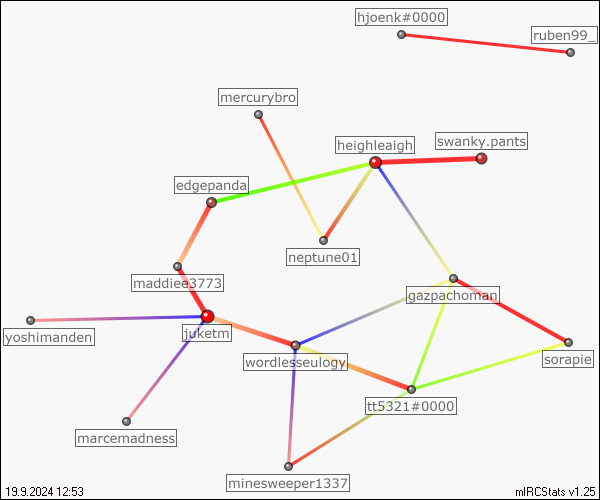 hjoenk#0000
ruben99_
mercurybro
heighleaigh
swanky.pants
edgepanda
neptune01
maddiee3773
gazpachoman
yoshimanden
juketm
wordlesseulogy
sorapie
tt5321#0000
marcemadness
minesweeper1337
19.9.2024 12:53
mIRCStats v1.25